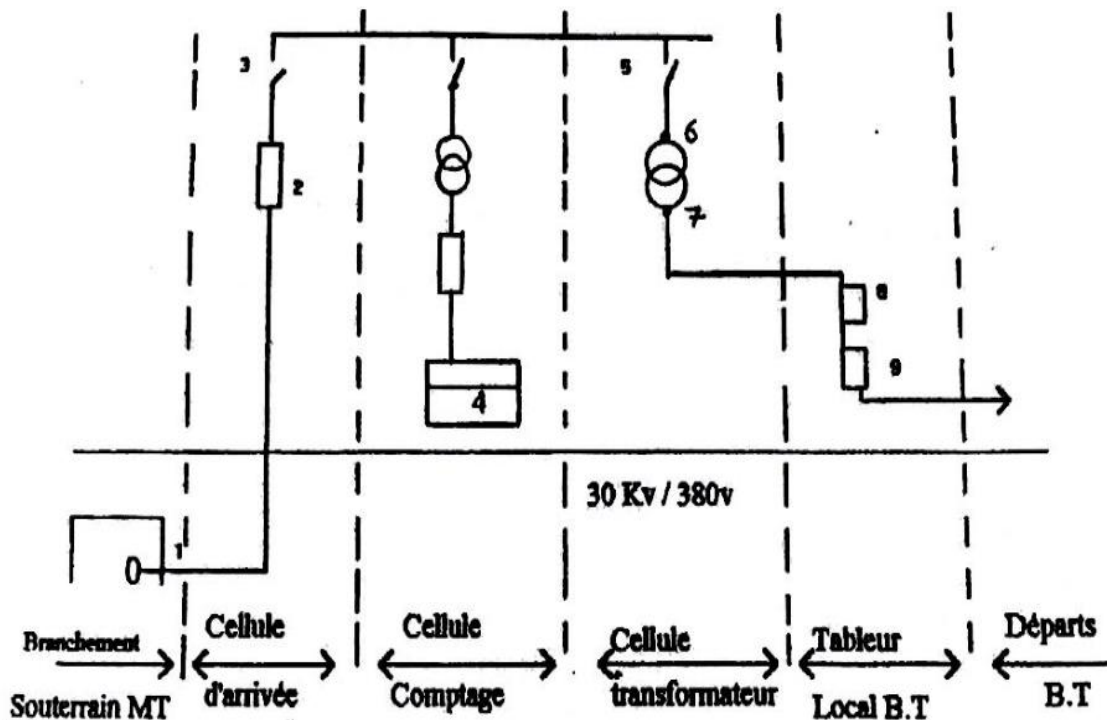 3
5
6
2
7
8
9
4
30 Kv / 380v
1
Branchement
Souterrain MT
Cellule
d'arrivée
Cellule
Comptage
Cellule
transformateur
Tableur
Local B.T
Départs
B.T